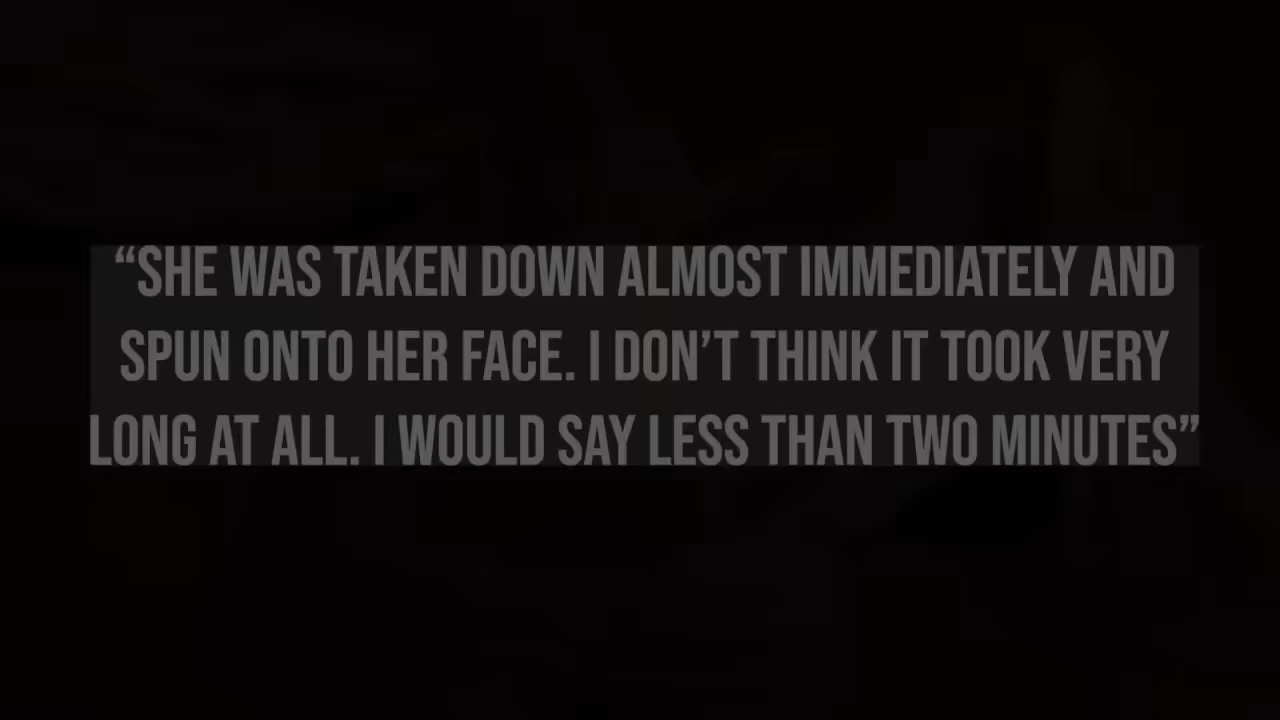 “SHE WAS TAKEN DOWN ALMOST IMMEDIATELY AND
SPUN ONTO HER FACE. I DON’T THINK IT TOOK VERY
LONG AT ALL. I WOULD SAY LESS THAN TWO MINUTES”